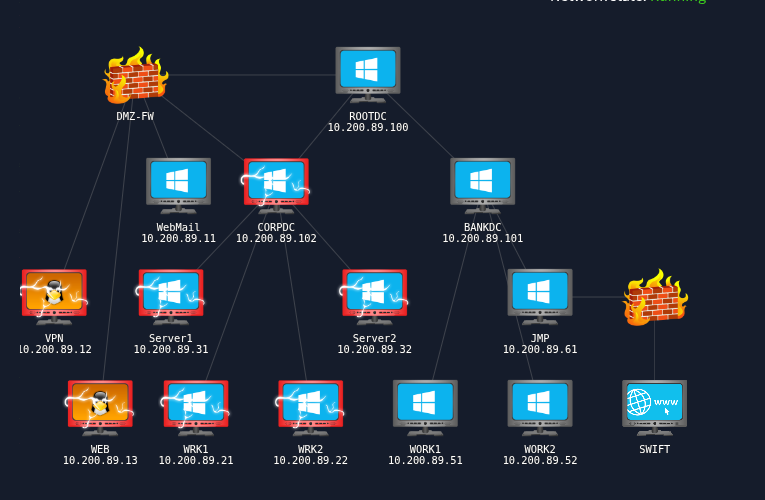 DMZ-FW
ROOTDC
10.200.89.100
WebMail
10.200.89.11
CORPDC
10.200.89.102
BANKDC
10.200.89.101
VPN
10.200.89.12
Server1
10.200.89.31
Server2
10.200.89.32
JMP
10.200.89.61
WEB
10.200.89.13
WRK1
10.200.89.21
WRK2
10.200.89.22
WORK1
10.200.89.51
WORK2
10.200.89.52
www
SWIFT